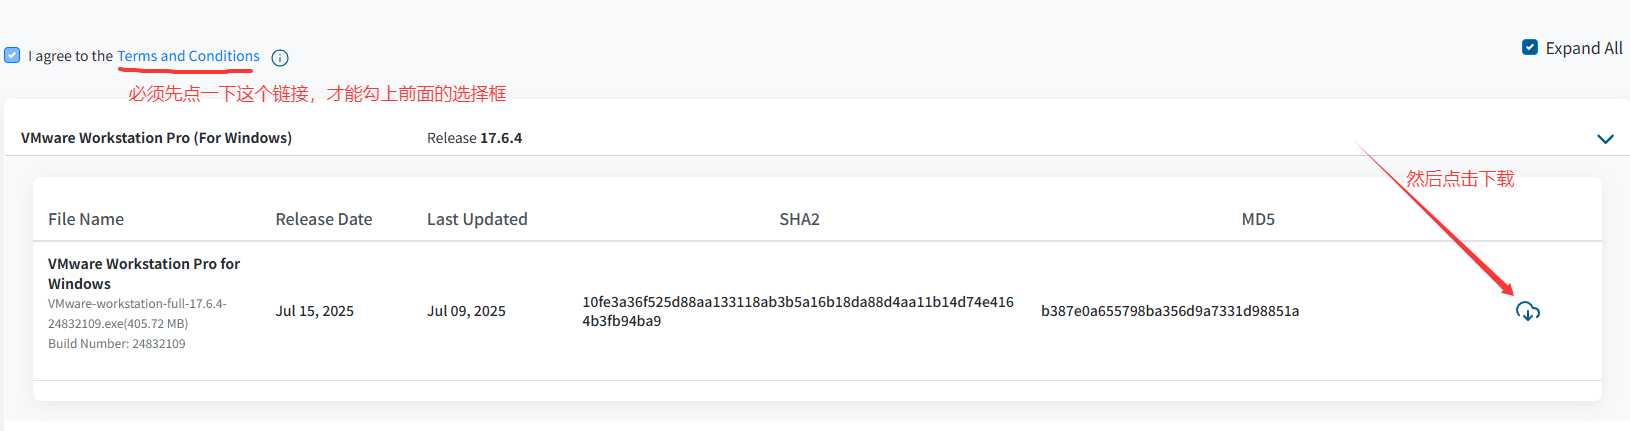 I agree to the Terms and Conditions
Expand All
必须先点一下这个链接，才能勾上前面的选择框
VMware Workstation Pro (For Windows)
Release 17.6.4
然后点击下载
File Name
Release Date
Last Updated
SHA2
MD5
VMware Workstation Pro for
Windows
VMware-workstation-full-17.6.4-
24832109.exe(405.72 MB)
Build Number: 24832109
Jul 15, 2025
Jul 09, 2025
10fe3a36f525d88aa133118ab3b5a16b18da88d4aa11b14d74e416
4b3fb94ba9
b387e0a655798ba356d9a7331d98851a